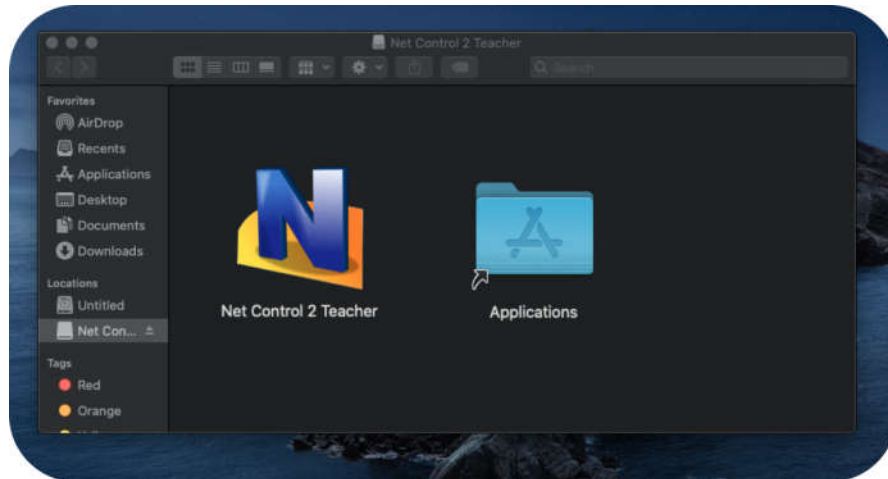 Net Control 2 Teacher
Search
Favorites
AirDrop
Recents
Applications
Desktop
Documents
Downloads
Locations
Untitled
Net Con...
Tags
Red
Orange
N
Net Control 2 Teacher
Applications